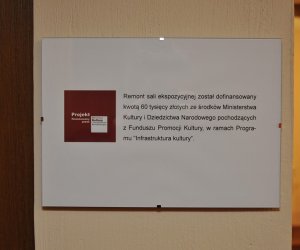 Projekt
Kultura
Remont sali ekspozycyjnej został dofinansowany
kwotą 60 tysięcy złotych ze środków Ministerstwa
Kultury i Dziedzictwa Narodowego pochodzących
z Funduszu Promocji Kultury, w ramach Progra-
mu "Infrastruktura kultury".